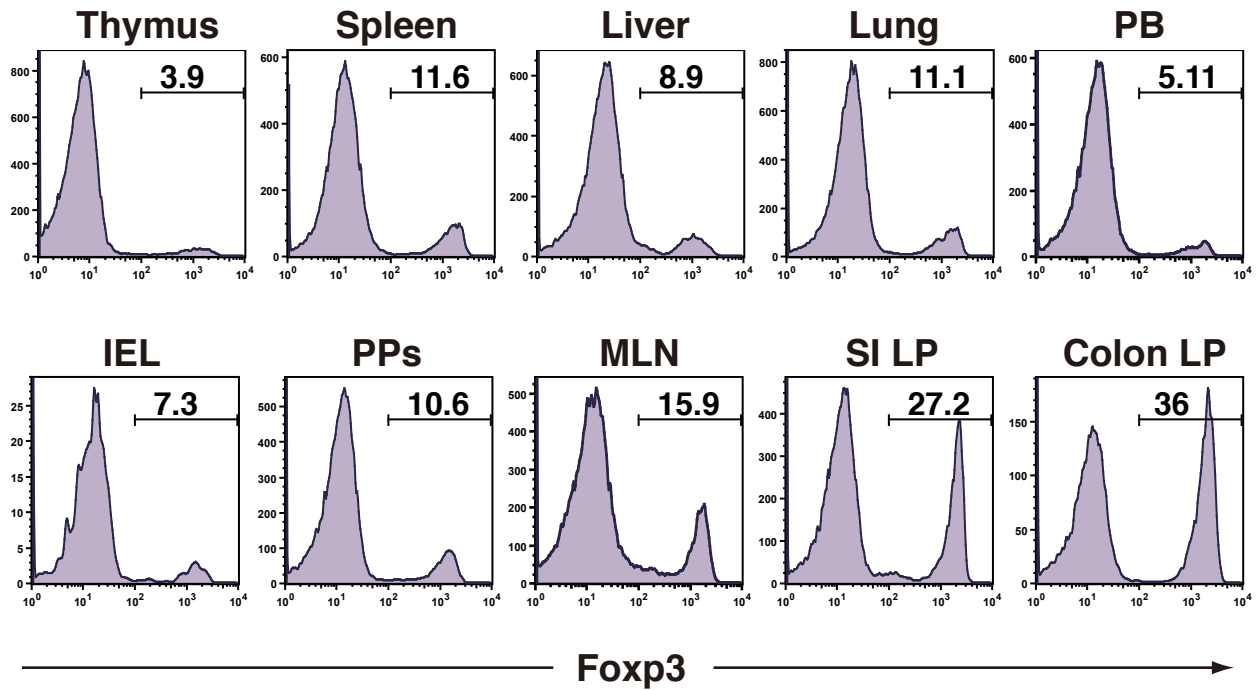 Thymus Spleen Liver Lung PB
3.9 11.6 8.9 11.1 5.11
800 600 400 200 0
600 400 200 0
600 400 200 0
800 600 400 200 0
600 400 200 0
10⁰ 10¹ 10² 10³ 10⁴
10⁰ 10¹ 10² 10³ 10⁴
10⁰ 10¹ 10² 10³ 10⁴
10⁰ 10¹ 10² 10³ 10⁴
10⁰ 10¹ 10² 10³ 10⁴
IEL PPs MLN SI LP Colon LP
7.3 10.6 15.9 27.2 36
25 20 15 10 5 0
500 400 300 200 100 0
500 400 300 200 100 0
400 300 200 100 0
150 100 50 0
10⁰ 10¹ 10² 10³ 10⁴
10⁰ 10¹ 10² 10³ 10⁴
10⁰ 10¹ 10² 10³ 10⁴
10⁰ 10¹ 10² 10³ 10⁴
10⁰ 10¹ 10² 10³ 10⁴
Foxp3